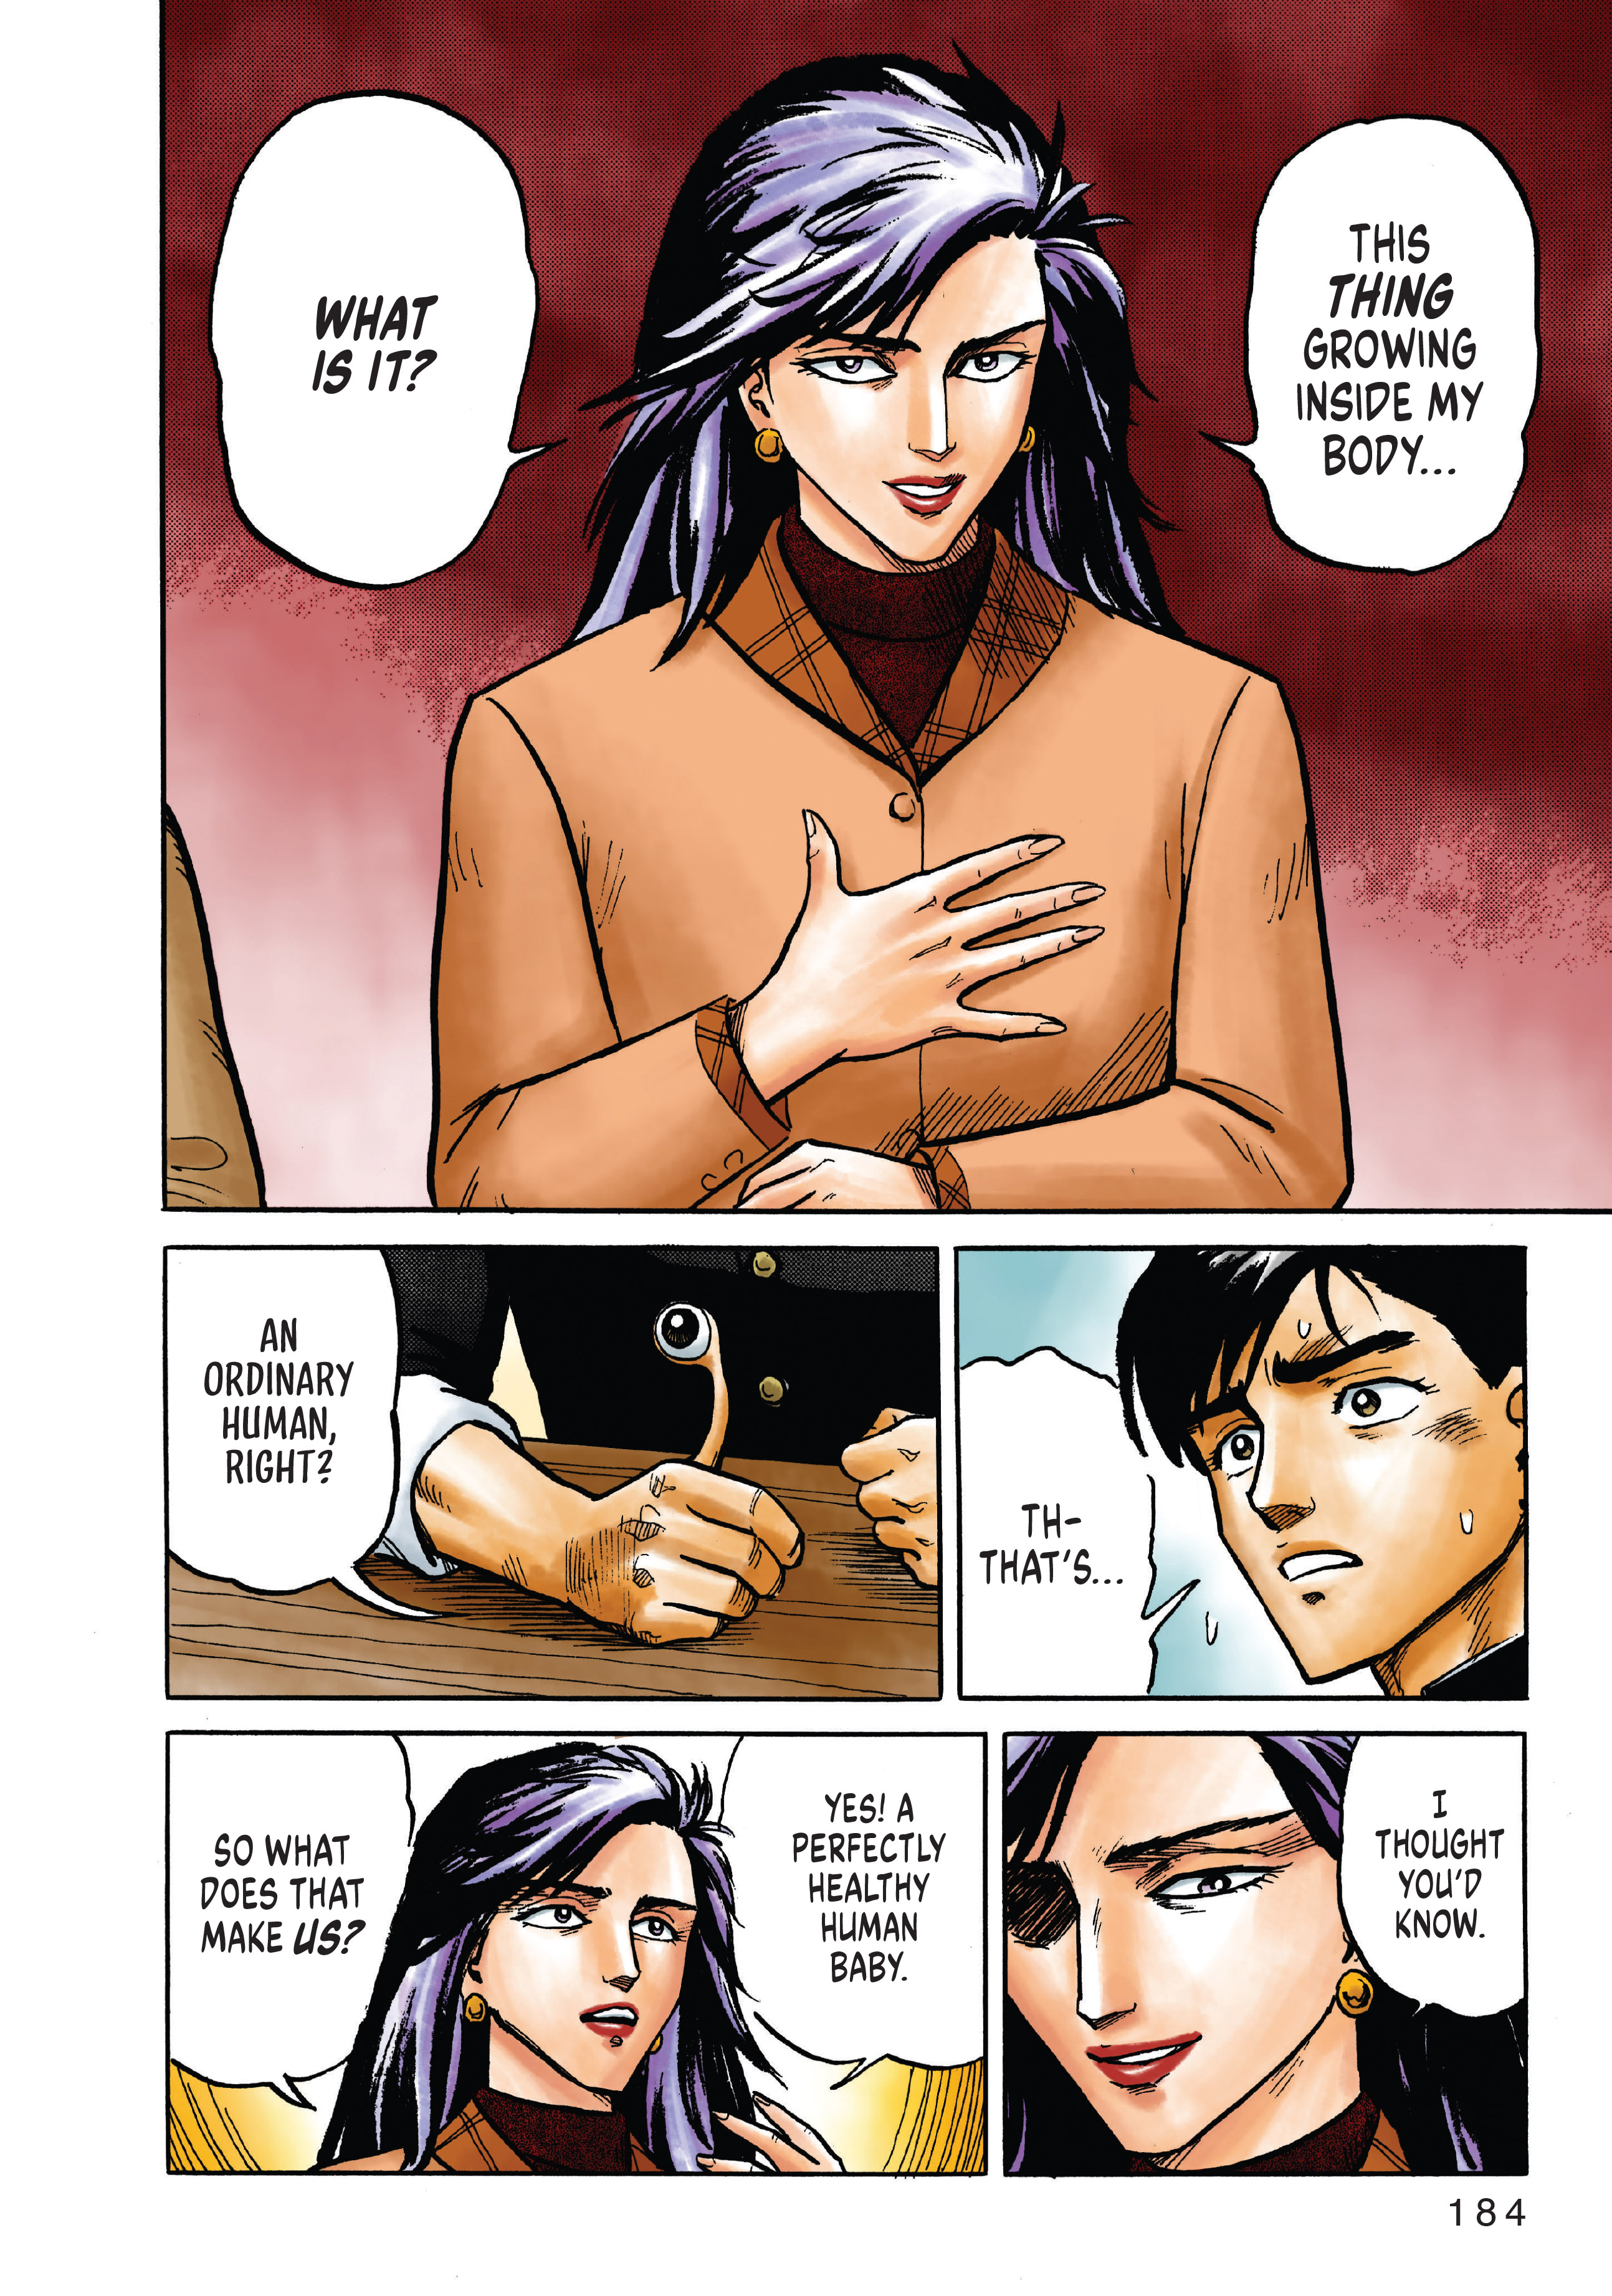 THIS
THING
GROWING
INSIDE MY
BODY...
WHAT
IS IT?
TH-
THAT'S...
AN
ORDINARY
HUMAN,
RIGHT?
I
THOUGHT
YOU'D
KNOW.
YES! A
PERFECTLY
HEALTHY
HUMAN
BABY.
SO WHAT
DOES THAT
MAKE US?
184